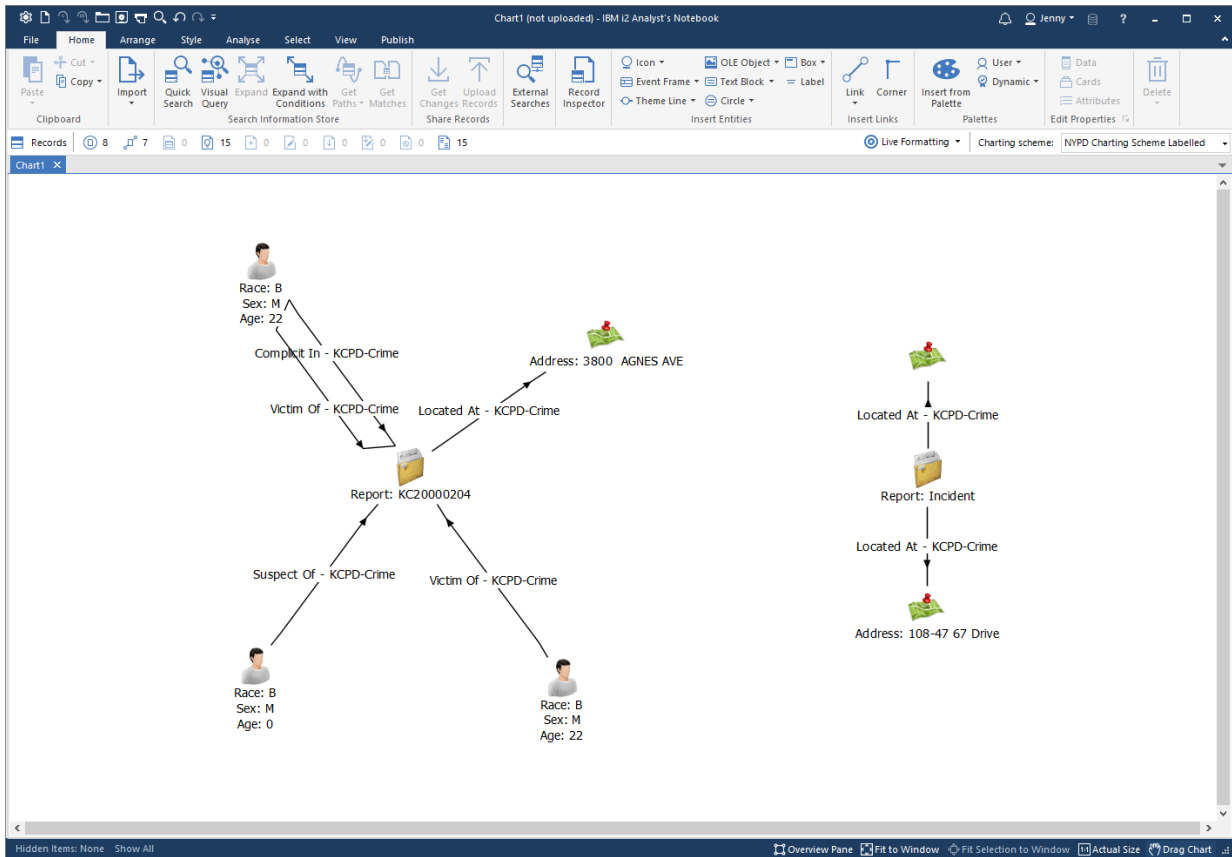 Chart1 (not uploaded) - IBM i2 Analyst's Notebook
Jenny
?
File Home Arrange Style Analyse Select View Publish
Paste
Cut
Copy
Clipboard
Import
Quick Search
Visual Query
Expand
Expand with Conditions
Get Paths
Get Matches
Search Information Store
Get Changes
Upload Records
Share Records
External Searches
Record Inspector
Icon
Event Frame
Theme Line
OLE Object
Text Block
Circle
Box
Label
Insert Entities
Link
Corner
Insert Links
Insert from Palette
User
Dynamic
Palettes
Data
Cards
Attributes
Edit Properties
Delete
Records 8 7 0 15 0 0 0 0 0 15
Live Formatting
Charting scheme: NYPD Charting Scheme Labelled
Chart1
Race: B
Sex: M
Age: 22
Complicit In - KCPD-Crime
Victim Of - KCPD-Crime
Located At - KCPD-Crime
Address: 3800 AGNES AVE
Report: KC20000204
Suspect Of - KCPD-Crime
Victim Of - KCPD-Crime
Race: B
Sex: M
Age: 0
Race: B
Sex: M
Age: 22
Located At - KCPD-Crime
Report: Incident
Located At - KCPD-Crime
Address: 108-47 67 Drive
Hidden Items: None Show All
Overview Pane Fit to Window Fit Selection to Window Actual Size Drag Chart